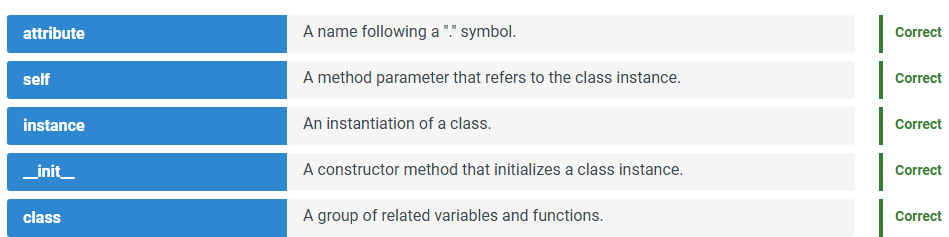 attribute A name following a "." symbol. Correct
self A method parameter that refers to the class instance. Correct
instance An instantiation of a class. Correct
__init__ A constructor method that initializes a class instance. Correct
class A group of related variables and functions. Correct